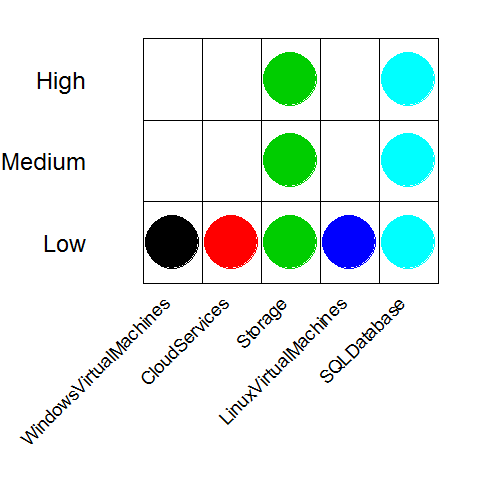 High
Medium
Low
WindowsVirtualMachines
CloudServices
Storage
LinuxVirtualMachines
SQLDatabase